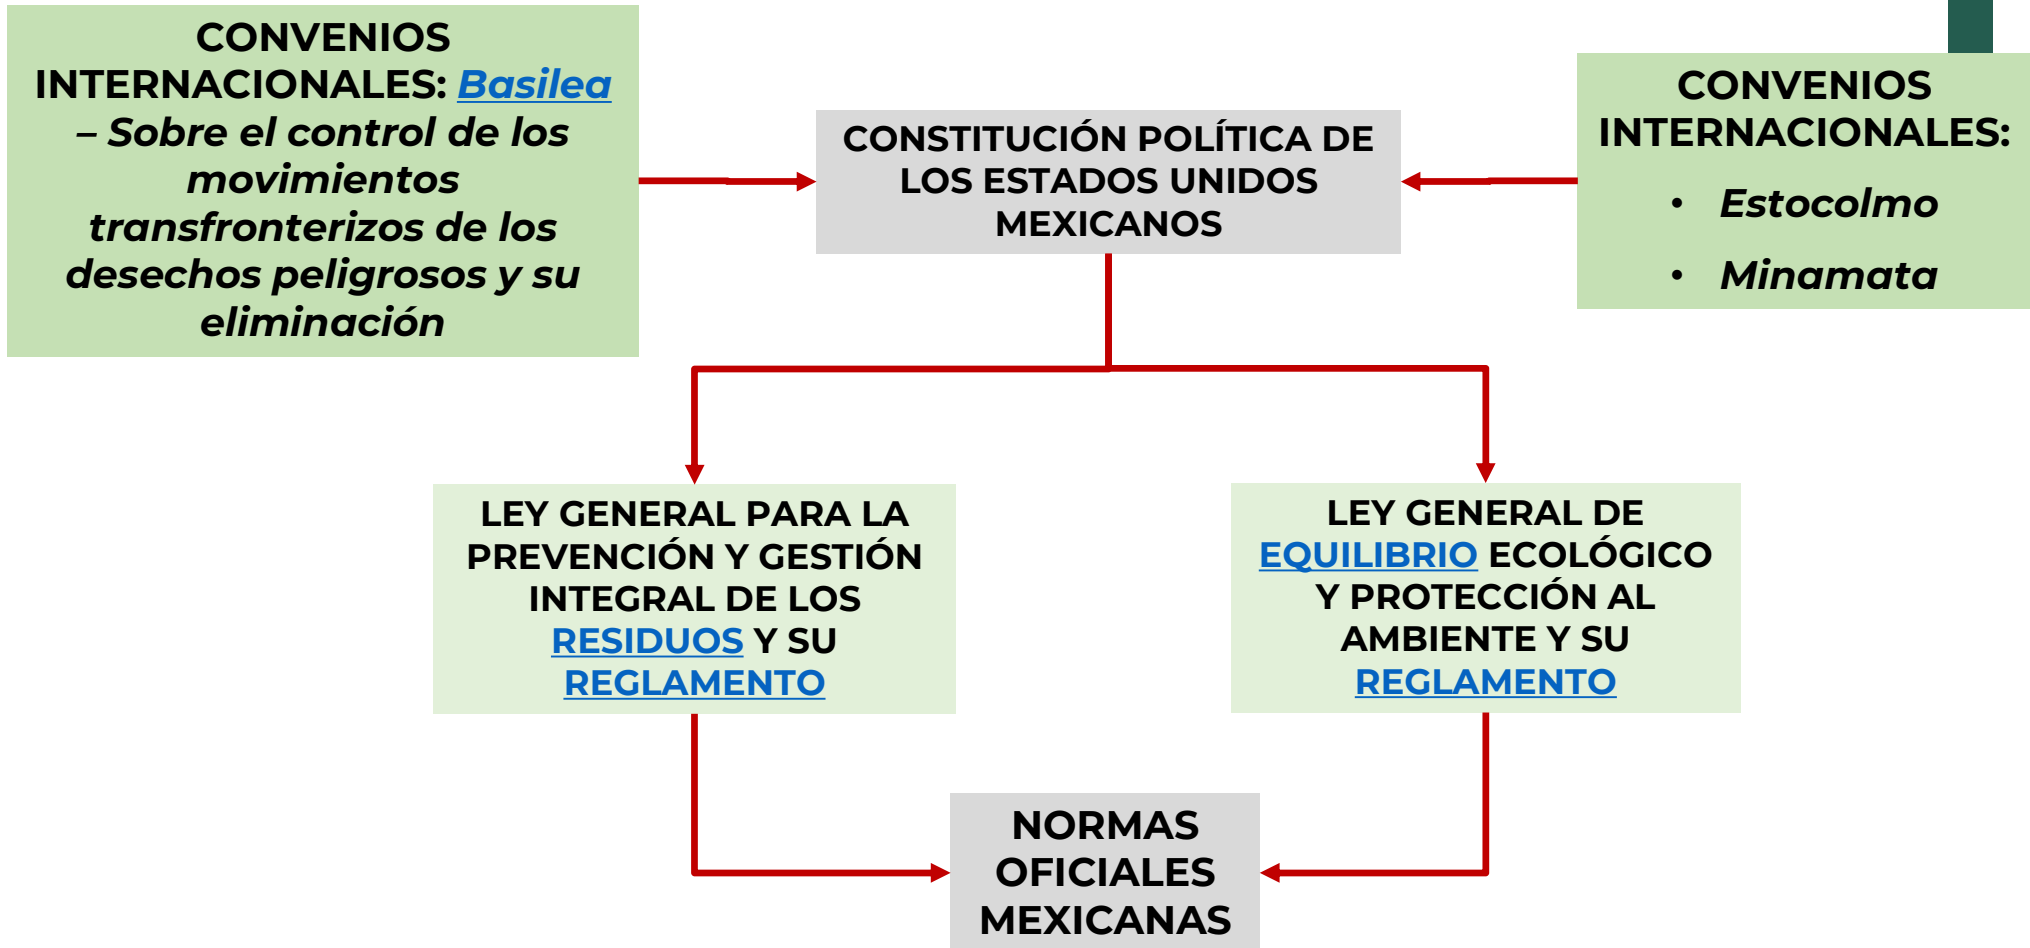 CONVENIOS
INTERNACIONALES: Basilea
– Sobre el control de los
movimientos
transfronterizos de los
desechos peligrosos y su
eliminación
CONSTITUCIÓN POLÍTICA DE
LOS ESTADOS UNIDOS
MEXICANOS
CONVENIOS
INTERNACIONALES:
• Estocolmo
• Minamata
LEY GENERAL PARA LA
PREVENCIÓN Y GESTIÓN
INTEGRAL DE LOS
RESIDUOS Y SU
REGLAMENTO
LEY GENERAL DE
EQUILIBRIO ECOLÓGICO
Y PROTECCIÓN AL
AMBIENTE Y SU
REGLAMENTO
NORMAS
OFICIALES
MEXICANAS